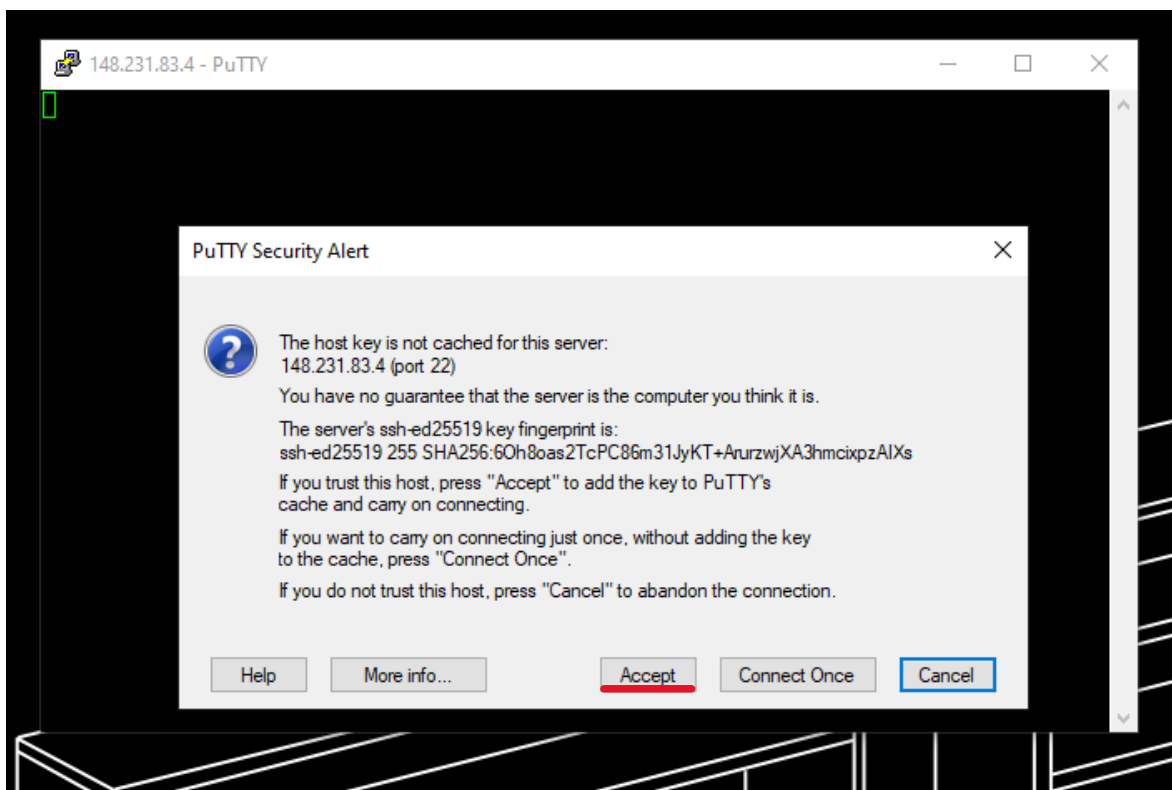 148.231.83.4 - PuTTY
PuTTY Security Alert
The host key is not cached for this server:
148.231.83.4 (port 22)
You have no guarantee that the server is the computer you think it is.
The server's ssh-ed25519 key fingerprint is:
ssh-ed25519 255 SHA256:6Oh8oas2TcPC86m31JyKT+ArurzwjXA3hmcixpzAIXs
If you trust this host, press "Accept" to add the key to PuTTY's
cache and carry on connecting.
If you want to carry on connecting just once, without adding the key
to the cache, press "Connect Once".
If you do not trust this host, press "Cancel" to abandon the connection.
Help More info... Accept Connect Once Cancel